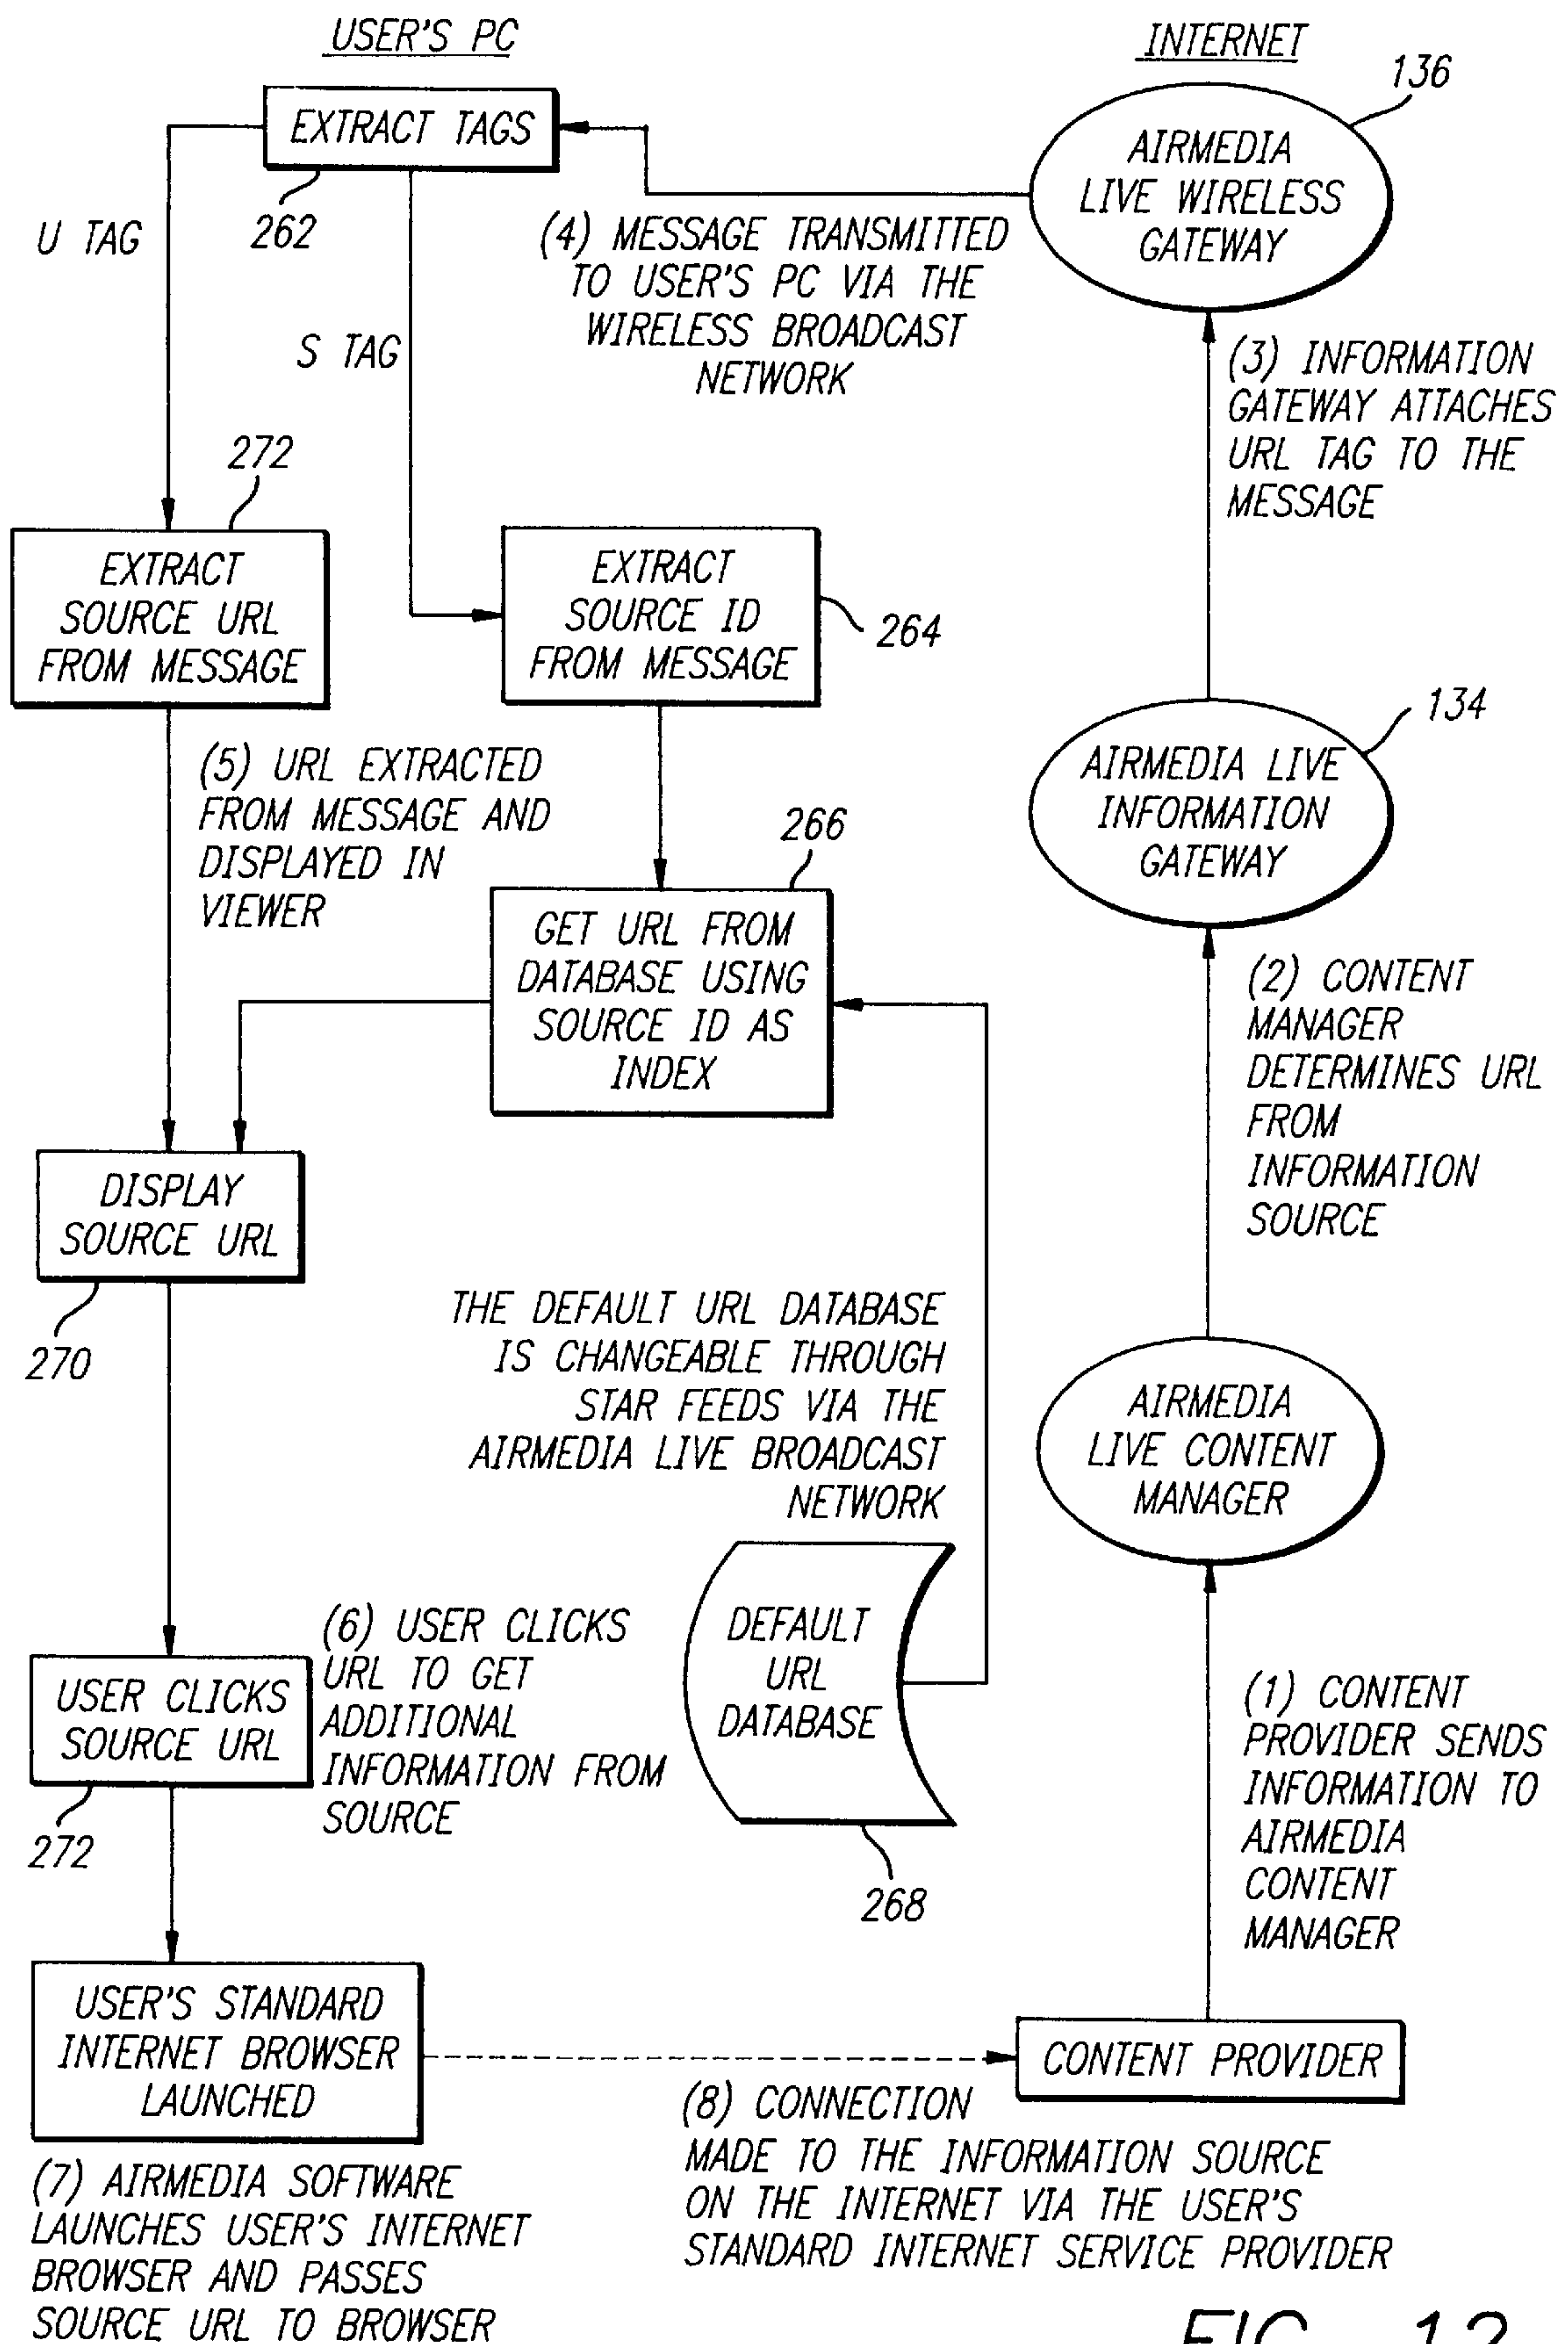 USER'S PC
INTERNET
136
EXTRACT TAGS
262
AIRMEDIA
LIVE WIRELESS
GATEWAY
U TAG
S TAG
(4) MESSAGE TRANSMITTED
TO USER'S PC VIA THE
WIRELESS BROADCAST
NETWORK
(3) INFORMATION
GATEWAY ATTACHES
URL TAG TO THE
MESSAGE
272
EXTRACT
SOURCE URL
FROM MESSAGE
EXTRACT
SOURCE ID
FROM MESSAGE
264
134
AIRMEDIA LIVE
INFORMATION
GATEWAY
(5) URL EXTRACTED
FROM MESSAGE AND
DISPLAYED IN
VIEWER
266
GET URL FROM
DATABASE USING
SOURCE ID AS
INDEX
(2) CONTENT
MANAGER
DETERMINES URL
FROM
INFORMATION
SOURCE
DISPLAY
SOURCE URL
270
THE DEFAULT URL DATABASE
IS CHANGEABLE THROUGH
STAR FEEDS VIA THE
AIRMEDIA LIVE BROADCAST
NETWORK
AIRMEDIA
LIVE CONTENT
MANAGER
DEFAULT
URL
DATABASE
268
(6) USER CLICKS
URL TO GET
ADDITIONAL
INFORMATION FROM
SOURCE
USER CLICKS
SOURCE URL
272
(1) CONTENT
PROVIDER SENDS
INFORMATION TO
AIRMEDIA
CONTENT
MANAGER
USER'S STANDARD
INTERNET BROWSER
LAUNCHED
CONTENT PROVIDER
(7) AIRMEDIA SOFTWARE
LAUNCHES USER'S INTERNET
BROWSER AND PASSES
SOURCE URL TO BROWSER
(8) CONNECTION
MADE TO THE INFORMATION SOURCE
ON THE INTERNET VIA THE USER'S
STANDARD INTERNET SERVICE PROVIDER
FIG. 12